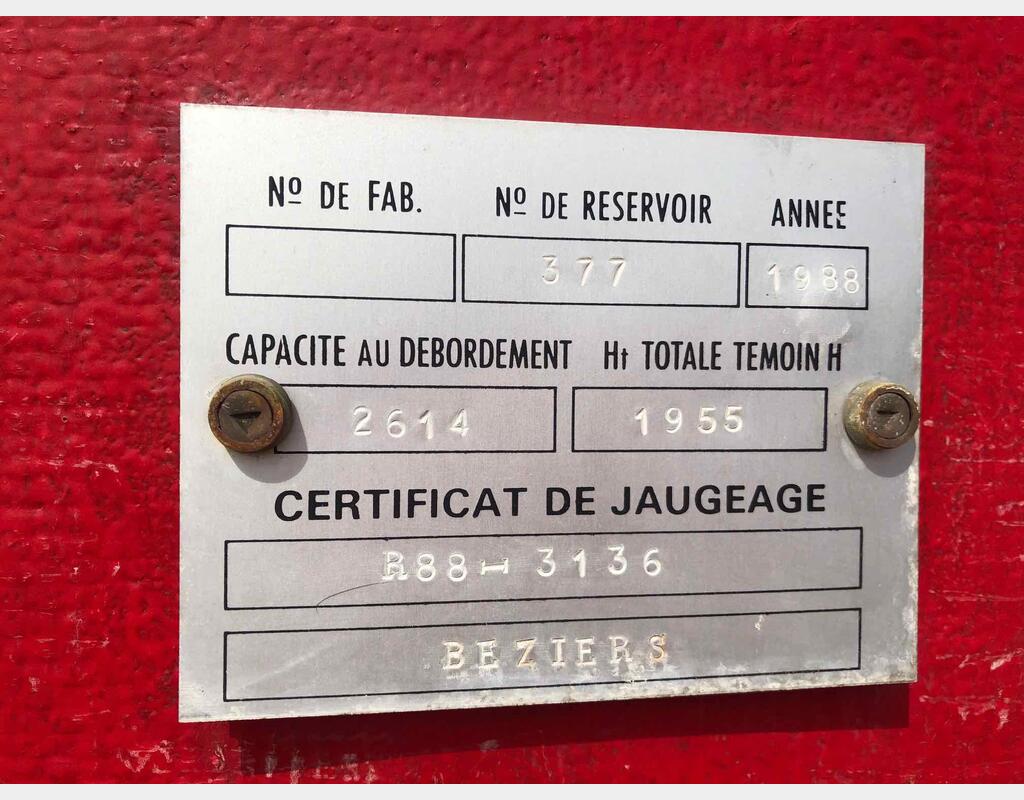 Nº DE FAB. Nº DE RESERVOIR ANNEE
377 1988
CAPACITE AU DEBORDEMENT Ht TOTALE TEMOIN H
2614 1955
CERTIFICAT DE JAUGEAGE
R88-3136
BEZIERS